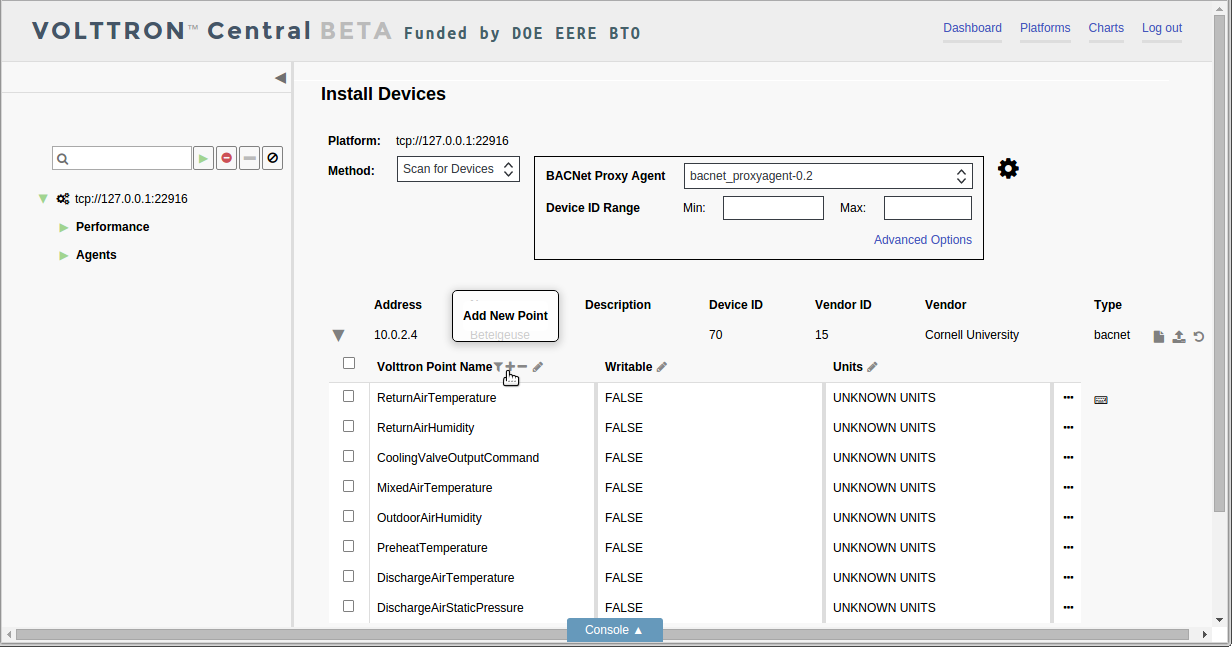 VOLTTRON™ Central BETA Funded by DOE EERE BTO
Dashboard Platforms Charts Log out
Install Devices
Platform: tcp://127.0.0.1:22916
Method: Scan for Devices
BACNet Proxy Agent bacnet_proxyagent-0.2
Device ID Range Min: Max:
Advanced Options
tcp://127.0.0.1:22916
Performance
Agents
Address Description Device ID Vendor ID Vendor Type
Add New Point
10.0.2.4 Betelgeuse 70 15 Cornell University bacnet
Volttron Point Name Writable Units
ReturnAirTemperature FALSE UNKNOWN UNITS
ReturnAirHumidity FALSE UNKNOWN UNITS
CoolingValveOutputCommand FALSE UNKNOWN UNITS
MixedAirTemperature FALSE UNKNOWN UNITS
OutdoorAirHumidity FALSE UNKNOWN UNITS
PreheatTemperature FALSE UNKNOWN UNITS
DischargeAirTemperature FALSE UNKNOWN UNITS
DischargeAirStaticPressure FALSE UNKNOWN UNITS
Console ▲